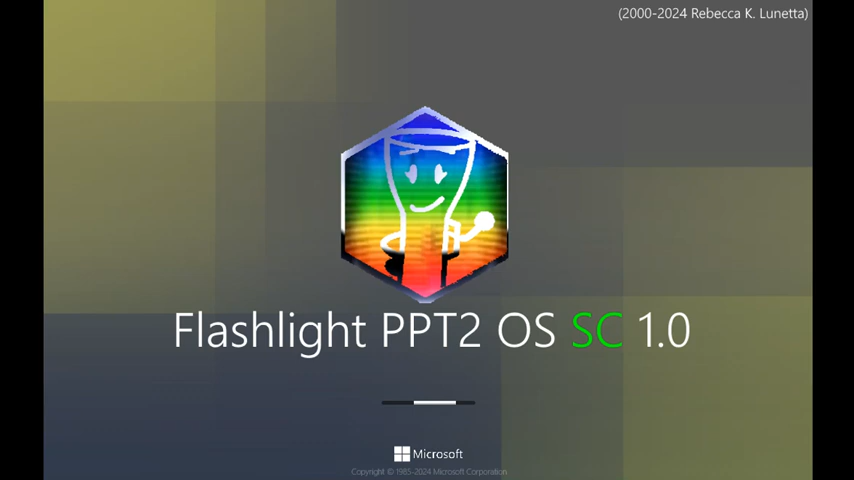 (2000-2024 Rebecca K. Lunetta)
Flashlight PPT2 OS SC 1.0
Microsoft
Copyright © 1985-2024 Microsoft Corporation.